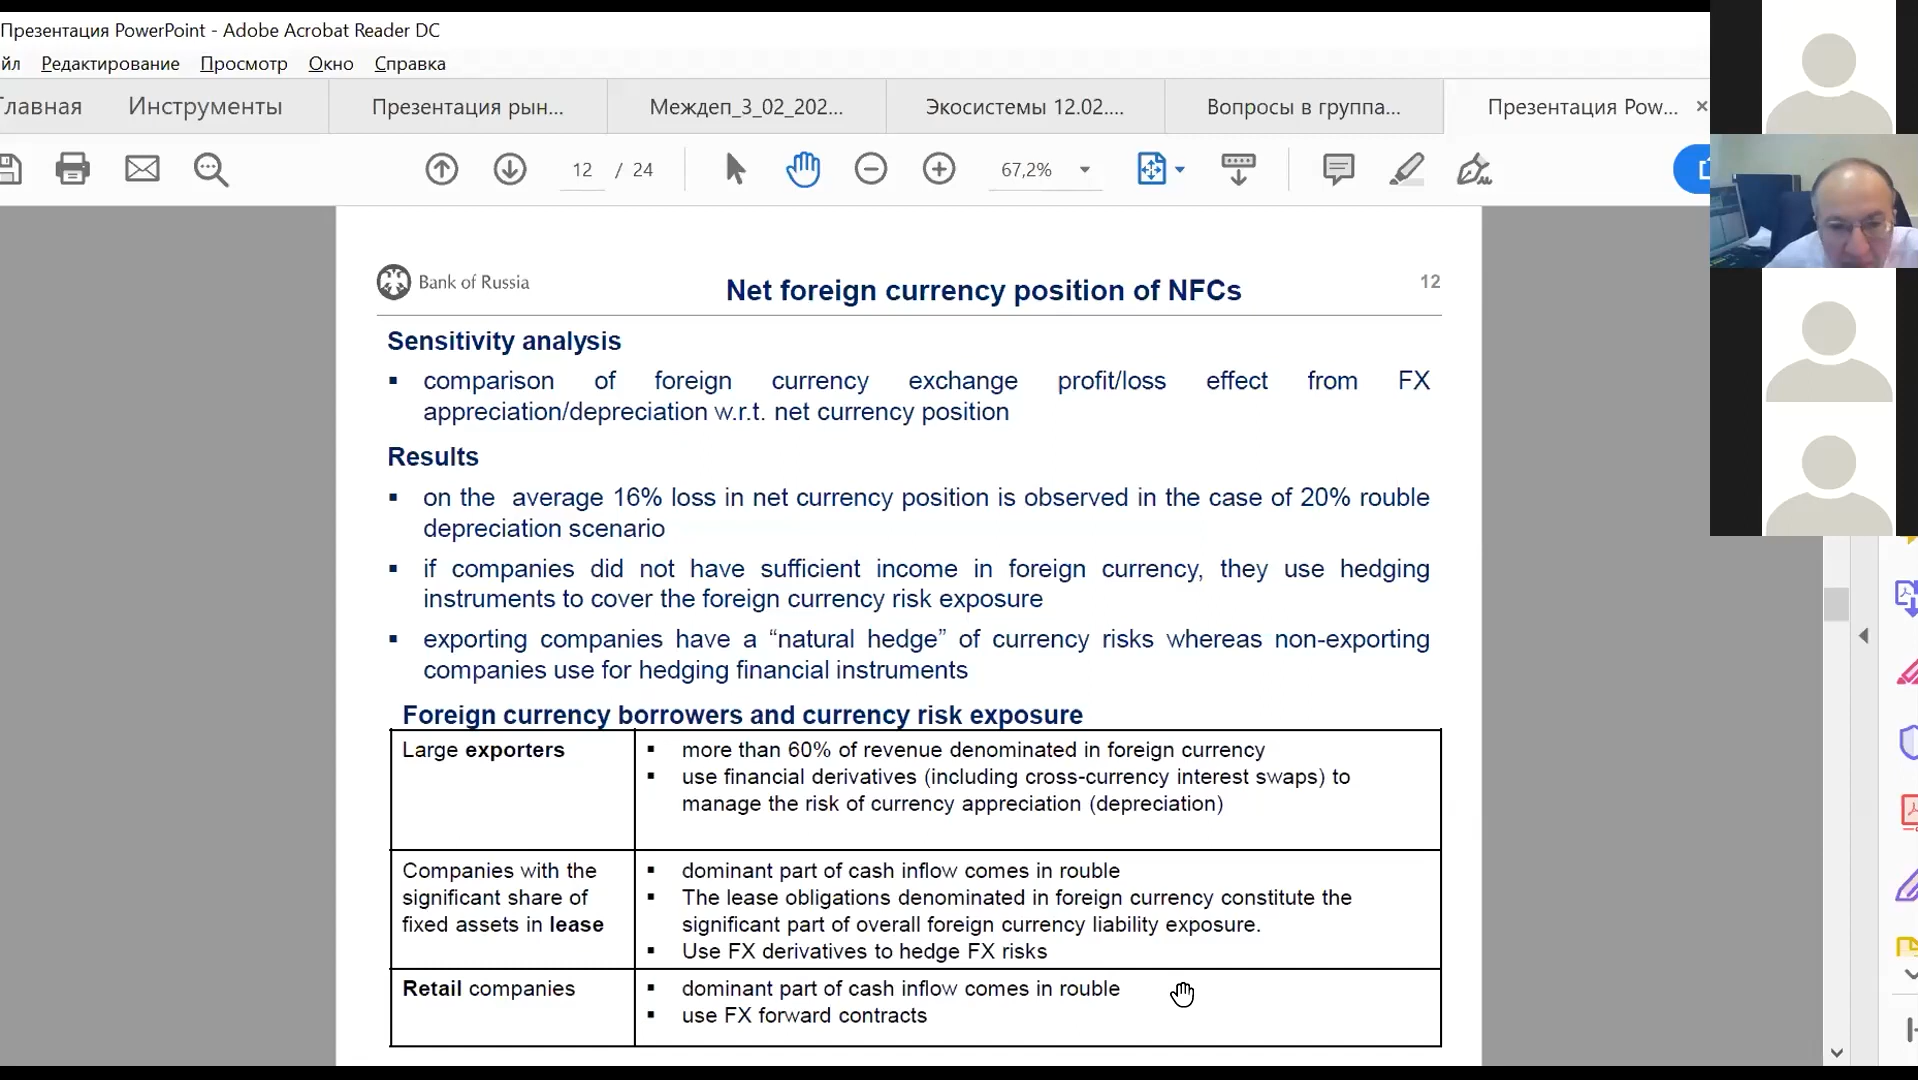 Презентация PowerPoint - Adobe Acrobat Reader DC
йл Редактирование Просмотр Окно Справка
Главная Инструменты Презентация рын... Междеп_3_02_202... Экосистемы 12.02.... Вопросы в группа... Презентация Pow... ×
12 / 24 67,2%
Bank of Russia
Net foreign currency position of NFCs
12
Sensitivity analysis
▪ comparison of foreign currency exchange profit/loss effect from FX
appreciation/depreciation w.r.t. net currency position
Results
▪ on the average 16% loss in net currency position is observed in the case of 20% rouble
depreciation scenario
▪ if companies did not have sufficient income in foreign currency, they use hedging
instruments to cover the foreign currency risk exposure
▪ exporting companies have a “natural hedge” of currency risks whereas non-exporting
companies use for hedging financial instruments
Foreign currency borrowers and currency risk exposure
Large exporters
▪ more than 60% of revenue denominated in foreign currency
▪ use financial derivatives (including cross-currency interest swaps) to
manage the risk of currency appreciation (depreciation)
Companies with the
significant share of
fixed assets in lease
▪ dominant part of cash inflow comes in rouble
▪ The lease obligations denominated in foreign currency constitute the
significant part of overall foreign currency liability exposure.
▪ Use FX derivatives to hedge FX risks
Retail companies
▪ dominant part of cash inflow comes in rouble
▪ use FX forward contracts